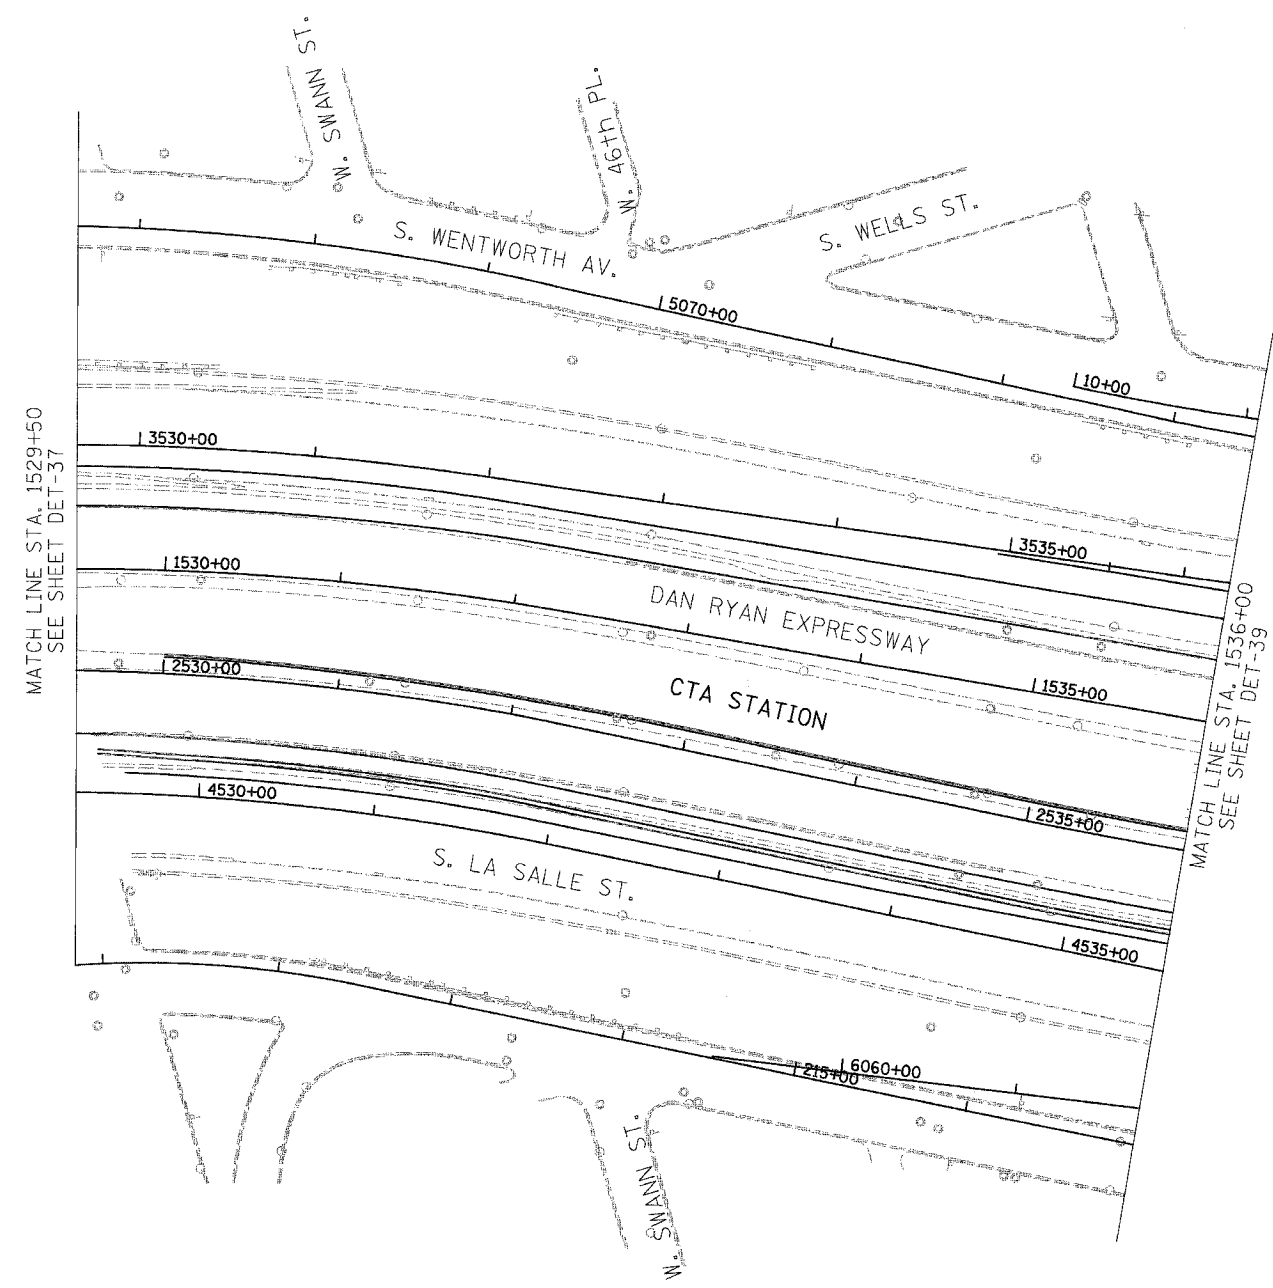 W. SWANN ST.
W. 46th PL.
S. WELLS ST.
S. WENTWORTH AV.
5070+00
10+00
MATCH LINE STA. 1529+50
SEE SHEET DET-37
3530+00
3535+00
1530+00
DAN RYAN EXPRESSWAY
1535+00
MATCH LINE STA. 1536+00
SEE SHEET DET-39
2530+00
CTA STATION
2535+00
4530+00
S. LA SALLE ST.
4535+00
6060+00
215+00
W. SWANN ST.